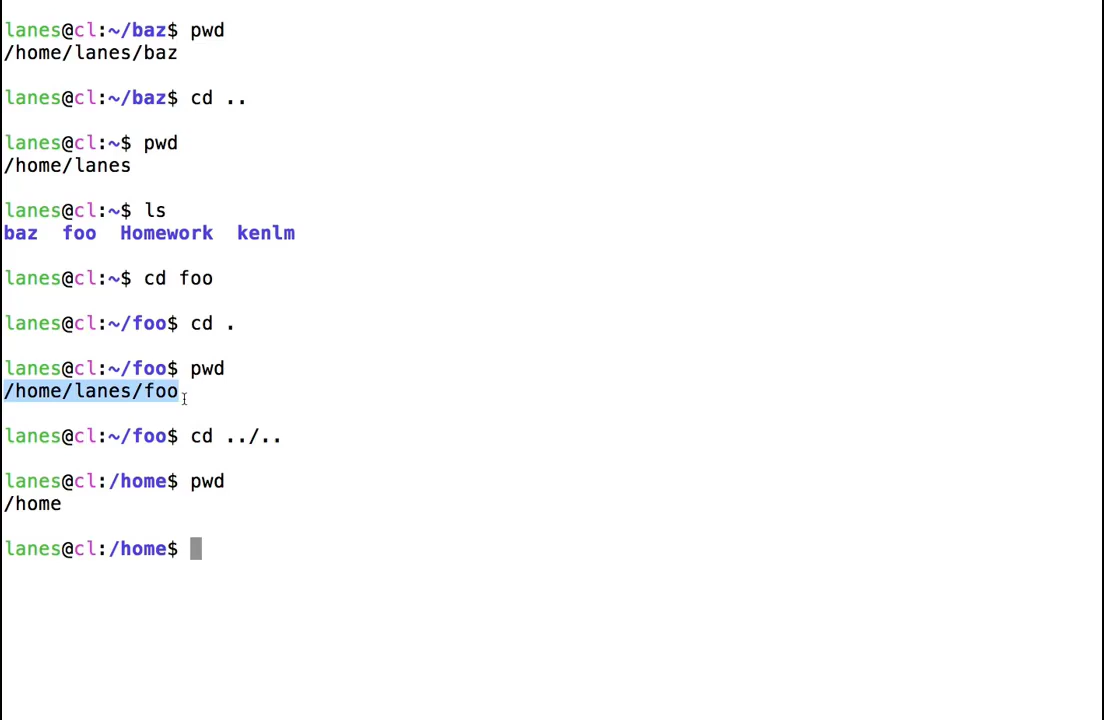 lanes@cl:~/baz$ pwd
/home/lanes/baz
lanes@cl:~/baz$ cd ..
lanes@cl:~$ pwd
/home/lanes
lanes@cl:~$ ls
baz  foo  Homework  kenlm
lanes@cl:~$ cd foo
lanes@cl:~/foo$ cd .
lanes@cl:~/foo$ pwd
/home/lanes/foo
lanes@cl:~/foo$ cd ../..
lanes@cl:/home$ pwd
/home
lanes@cl:/home$